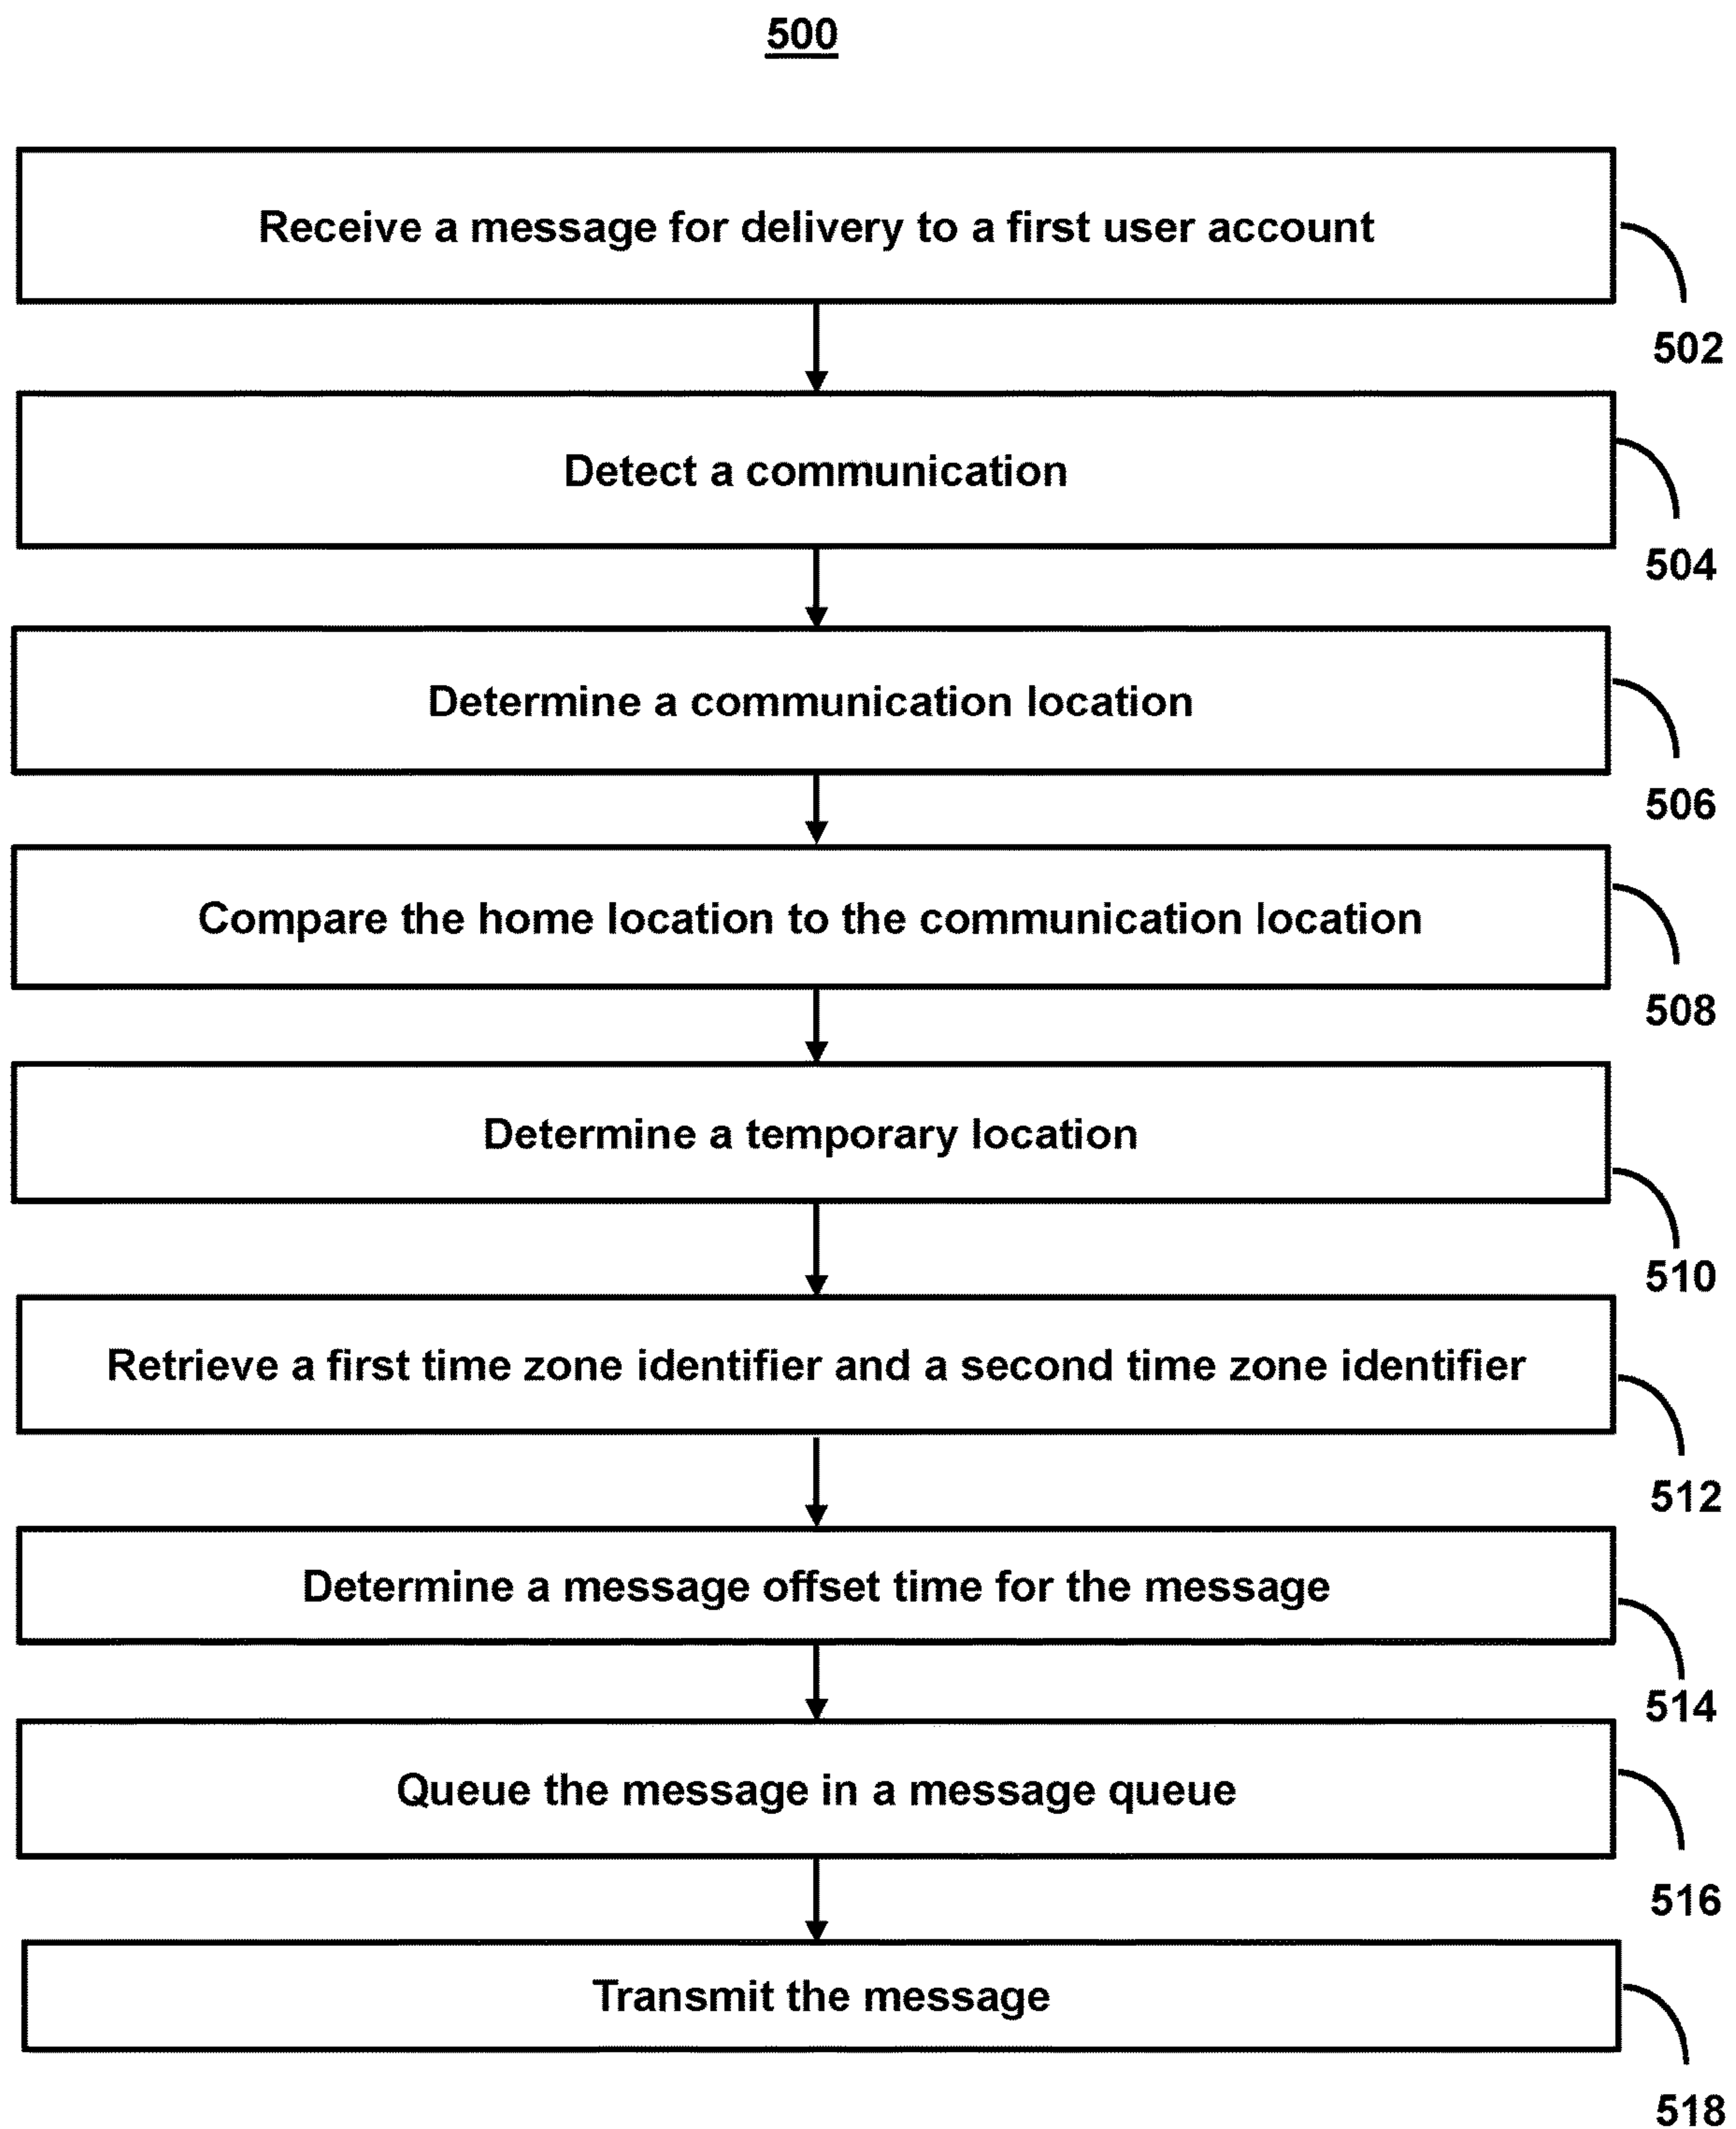 500
Receive a message for delivery to a first user account
502
Detect a communication
504
Determine a communication location
506
Compare the home location to the communication location
508
Determine a temporary location
510
Retrieve a first time zone identifier and a second time zone identifier
512
Determine a message offset time for the message
514
Queue the message in a message queue
516
Transmit the message
518